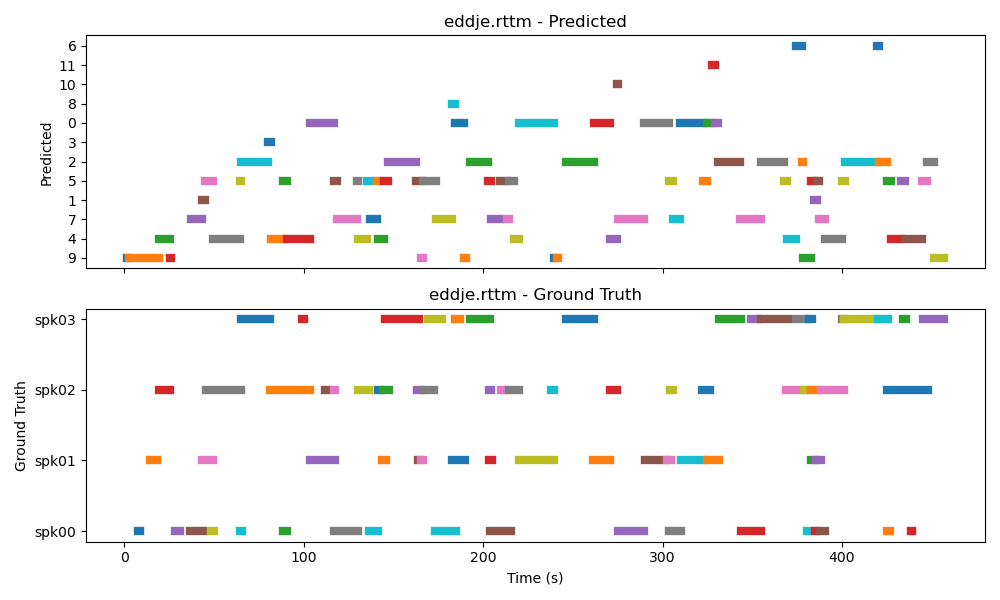 eddje.rttm - Predicted
6
11
10
8
0
3
2
5
1
7
4
9
Predicted
eddje.rttm - Ground Truth
spk03
spk02
spk01
spk00
Ground Truth
0 100 200 300 400
Time (s)